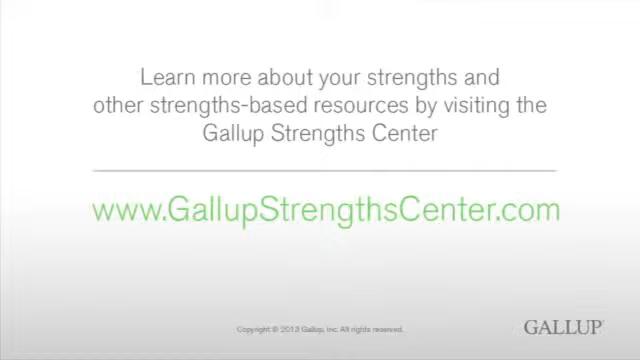 Learn more about your strengths and
other strengths-based resources by visiting the
Gallup Strengths Center
www.GallupStrengthsCenter.com
Copyright © 2013 Gallup, Inc. All rights reserved.
GALLUP®